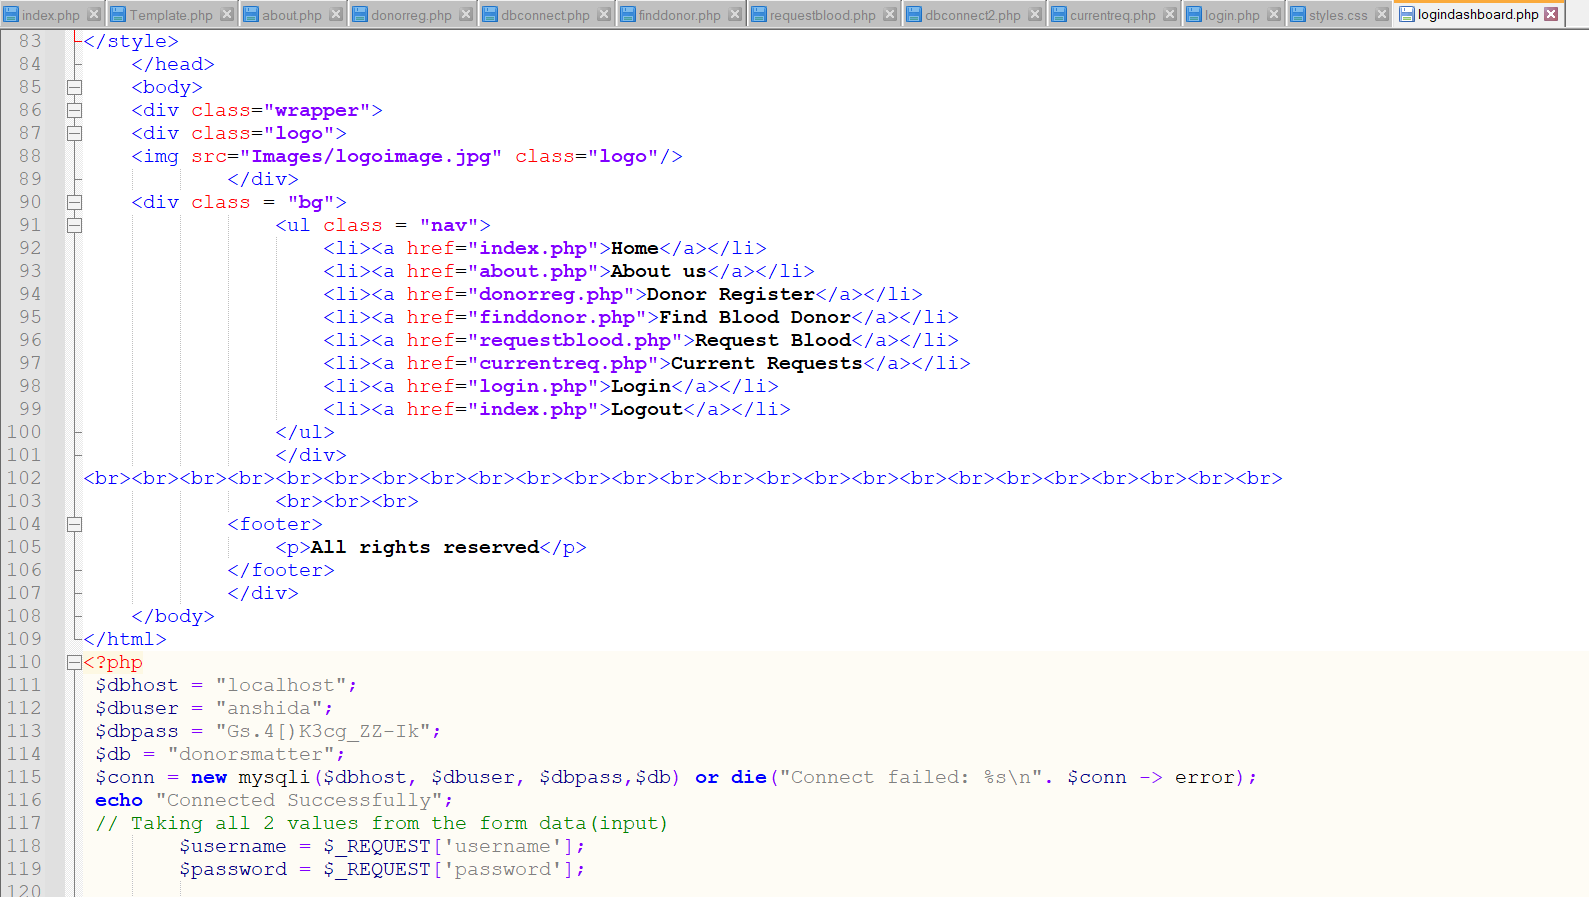 index.php Template.php about.php donorreg.php dbconnect.php finddonor.php requestblood.php dbconnect2.php currentreq.php login.php styles.css logindashboard.php
83 </style>
84 </head>
85 <body>
86 <div class="wrapper">
87 <div class="logo">
88 <img src="Images/logoimage.jpg" class="logo"/>
89 </div>
90 <div class = "bg">
91 <ul class = "nav">
92 <li><a href="index.php">Home</a></li>
93 <li><a href="about.php">About us</a></li>
94 <li><a href="donorreg.php">Donor Register</a></li>
95 <li><a href="finddonor.php">Find Blood Donor</a></li>
96 <li><a href="requestblood.php">Request Blood</a></li>
97 <li><a href="currentreq.php">Current Requests</a></li>
98 <li><a href="login.php">Login</a></li>
99 <li><a href="index.php">Logout</a></li>
100 </ul>
101 </div>
102 <br><br><br><br><br><br><br><br><br><br><br><br><br><br><br><br><br><br><br><br><br><br><br><br><br>
103 <br><br><br>
104 <footer>
105 <p>All rights reserved</p>
106 </footer>
107 </div>
108 </body>
109 </html>
110 <?php
111 $dbhost = "localhost";
112 $dbuser = "anshida";
113 $dbpass = "Gs.4[)K3cg_ZZ-Ik";
114 $db = "donorsmatter";
115 $conn = new mysqli($dbhost, $dbuser, $dbpass,$db) or die("Connect failed: %s\n". $conn -> error);
116 echo "Connected Successfully";
117 // Taking all 2 values from the form data(input)
118 $username = $_REQUEST['username'];
119 $password = $_REQUEST['password'];
120